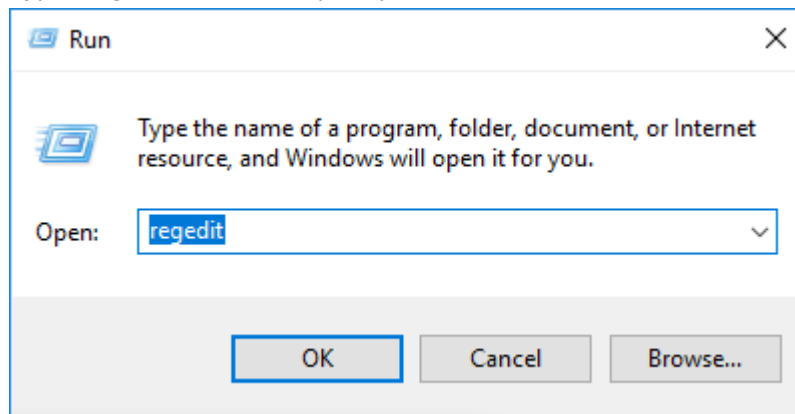 Run
Type the name of a program, folder, document, or Internet
resource, and Windows will open it for you.
Open: regedit
OK Cancel Browse...